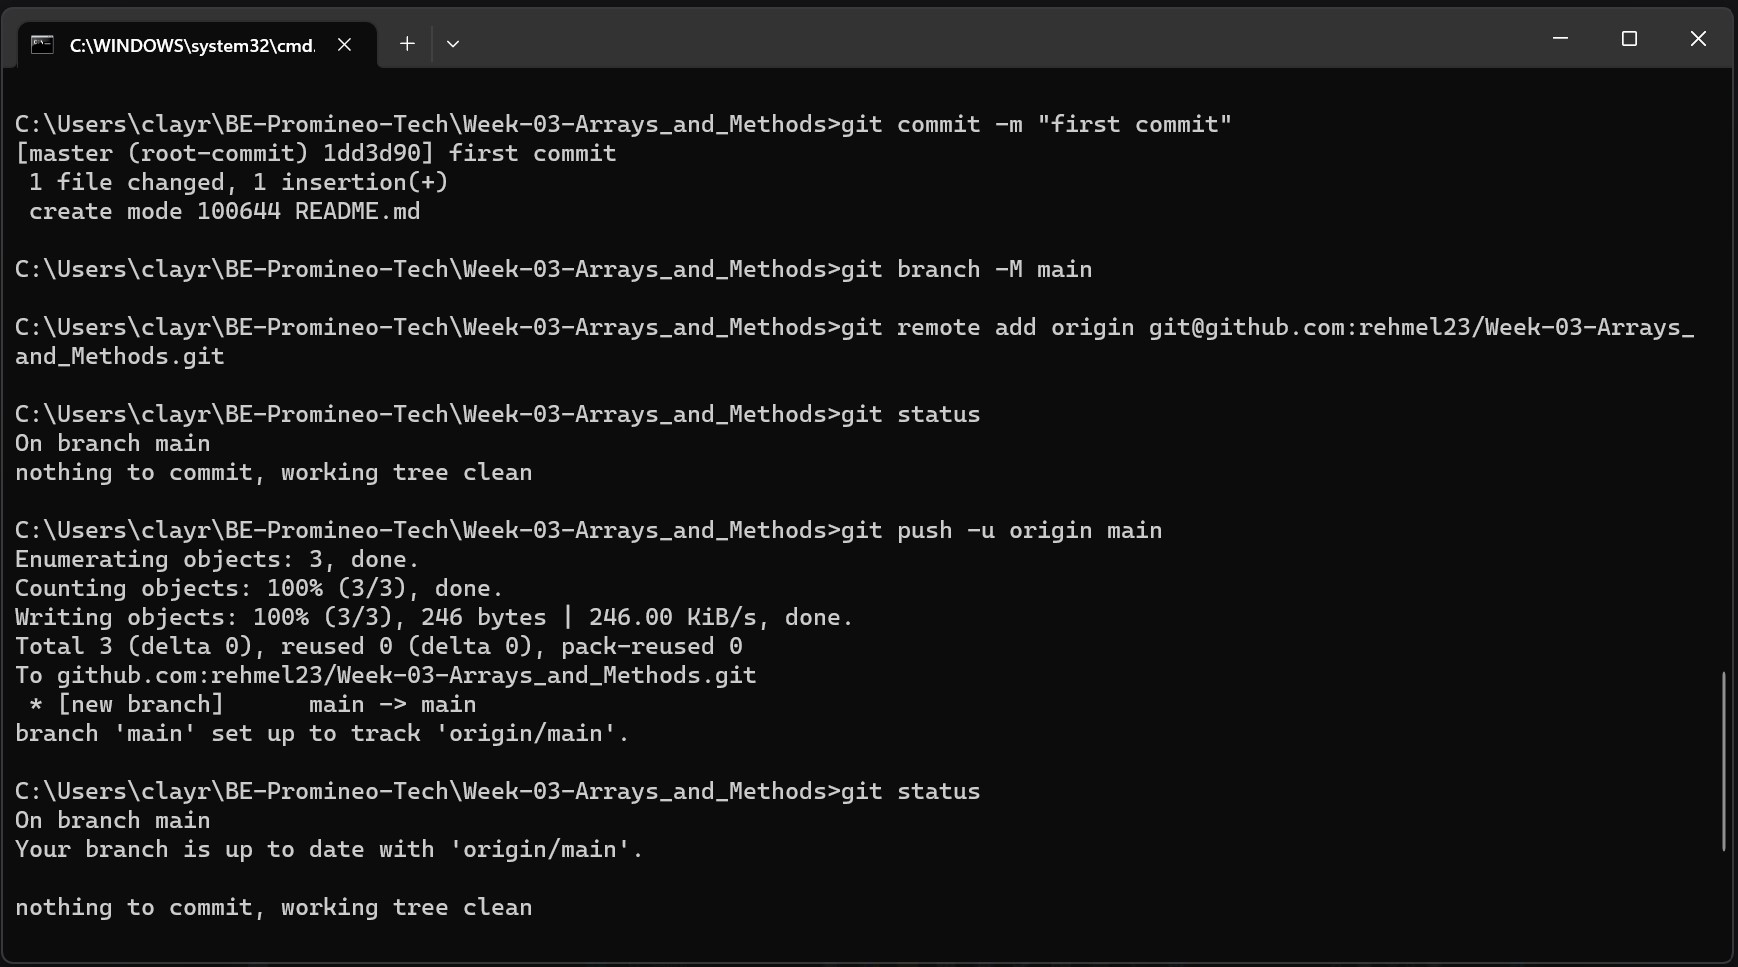 C:\WINDOWS\system32\cmd.
C:\Users\clayr\BE-Promineo-Tech\Week-03-Arrays_and_Methods>git commit -m "first commit"
[master (root-commit) 1dd3d90] first commit
 1 file changed, 1 insertion(+)
 create mode 100644 README.md
C:\Users\clayr\BE-Promineo-Tech\Week-03-Arrays_and_Methods>git branch -M main
C:\Users\clayr\BE-Promineo-Tech\Week-03-Arrays_and_Methods>git remote add origin git@github.com:rehmel23/Week-03-Arrays_
and_Methods.git
C:\Users\clayr\BE-Promineo-Tech\Week-03-Arrays_and_Methods>git status
On branch main
nothing to commit, working tree clean
C:\Users\clayr\BE-Promineo-Tech\Week-03-Arrays_and_Methods>git push -u origin main
Enumerating objects: 3, done.
Counting objects: 100% (3/3), done.
Writing objects: 100% (3/3), 246 bytes | 246.00 KiB/s, done.
Total 3 (delta 0), reused 0 (delta 0), pack-reused 0
To github.com:rehmel23/Week-03-Arrays_and_Methods.git
 * [new branch]      main -> main
branch 'main' set up to track 'origin/main'.
C:\Users\clayr\BE-Promineo-Tech\Week-03-Arrays_and_Methods>git status
On branch main
Your branch is up to date with 'origin/main'.
nothing to commit, working tree clean